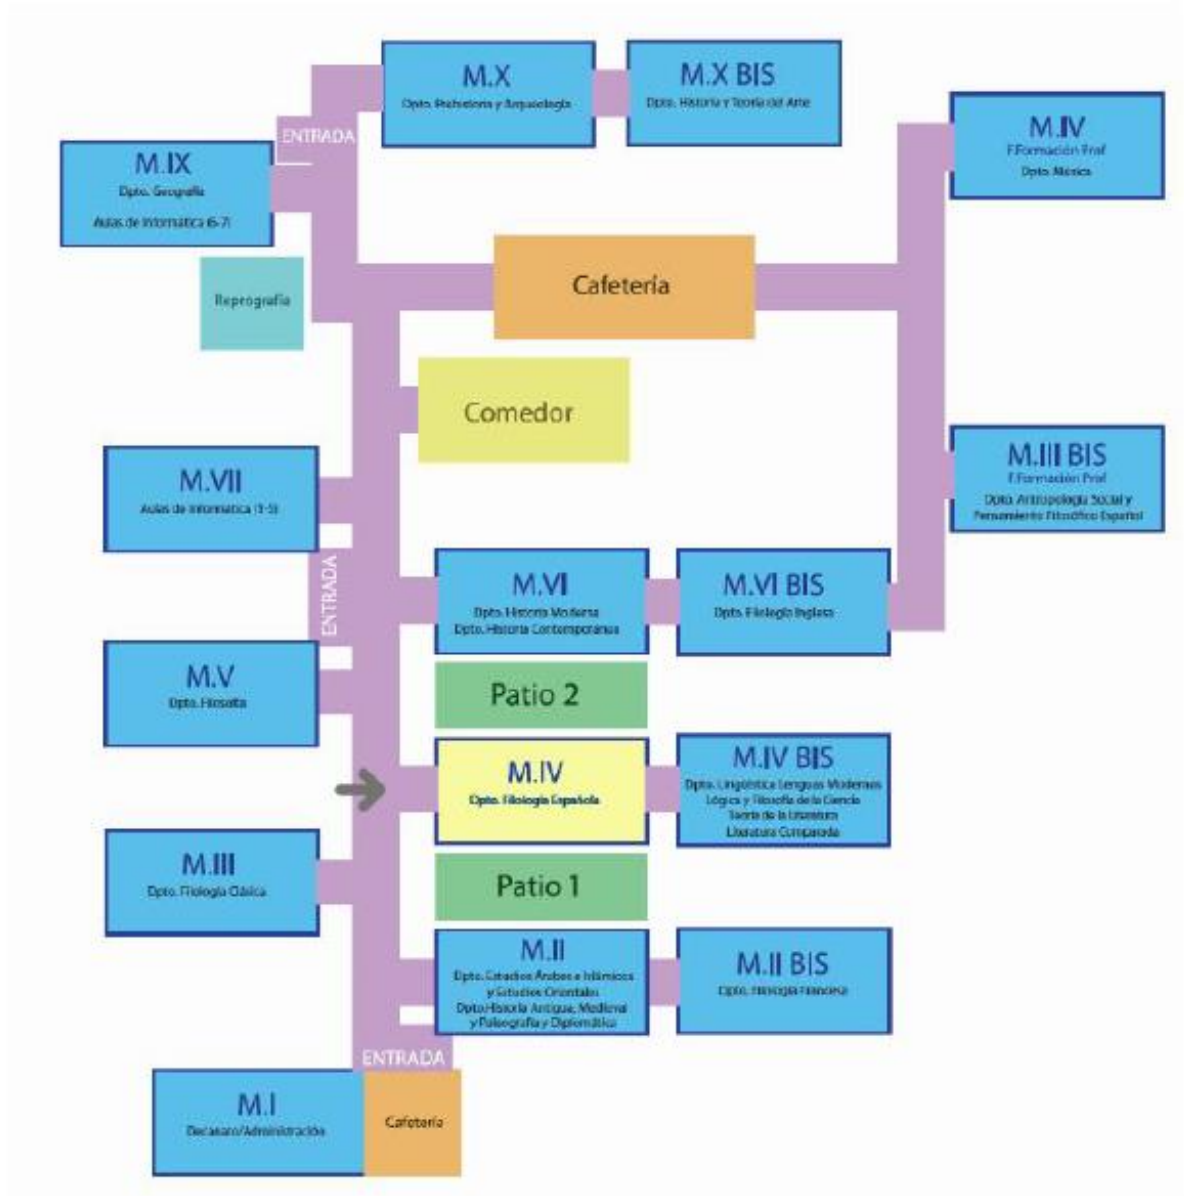 M.X
Dpto. Prehistoria y Arqueología
M.X BIS
Dpto. Historia y Teoría del Arte
ENTRADA
M.IV
F.Formación Prof
Dpto. Música
M.IX
Dpto. Geografía
Aulas de Informatica (6-7)
Reprografía
Cafetería
Comedor
M.VII
Aulas de Informatica (1-5)
M.III BIS
F.Formación Prof
Dpto. Antropología Social y
Pensamiento Filosófico Español
ENTRADA
M.VI
Dpto. Historia Moderna
Dpto. Historia Contemporánea
M.VI BIS
Dpto. Filología Inglesa
M.V
Dpto. Filosofía
Patio 2
M.IV
Dpto. Filología Española
M.IV BIS
Dpto. Lingüística Lenguas Modernas
Lógica y Filosofía de la Ciencia
Teoría de la Literatura
Literatura Comparada
M.III
Dpto. Filología Clásica
Patio 1
M.II
Dpto. Estudios Árabes e Islámicos
y Estudios Orientales
Dpto.Historia Antigua, Medieval
y Paleografía y Diplomática
M.II BIS
Dpto. Filología Francesa
ENTRADA
M.I
Decanato/Administración
Cafetería